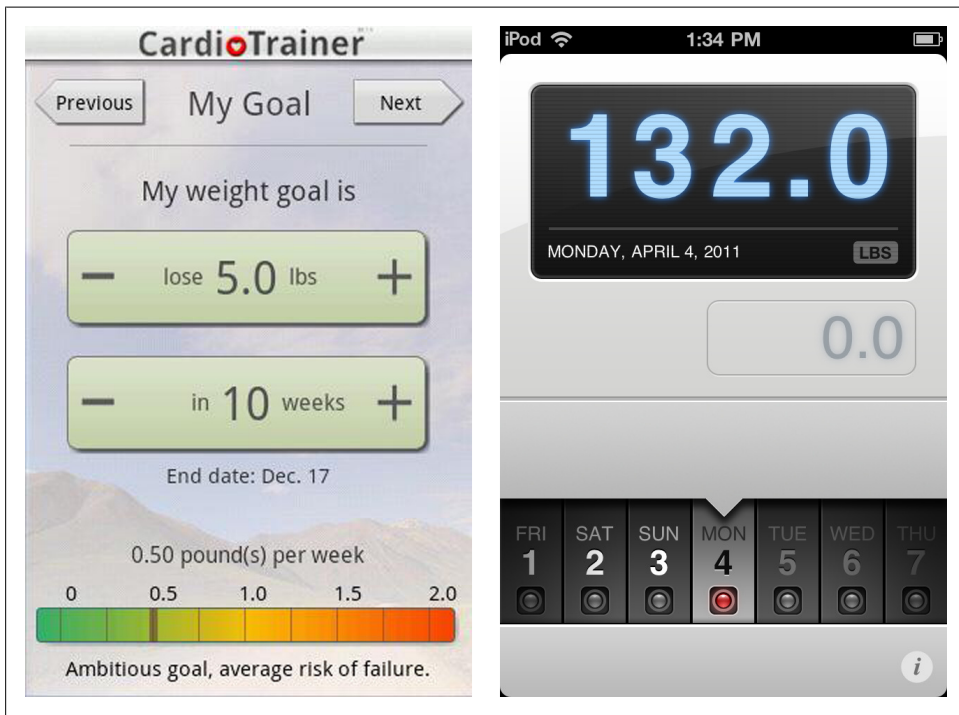 CardioTrainer
Previous My Goal Next
My weight goal is
− lose 5.0 lbs +
− in 10 weeks +
End date: Dec. 17
0.50 pound(s) per week
0 0.5 1.0 1.5 2.0
Ambitious goal, average risk of failure.
iPod 1:34 PM
132.0
MONDAY, APRIL 4, 2011 LBS
0.0
FRI SAT SUN MON TUE WED THU
1 2 3 4 5 6 7
i